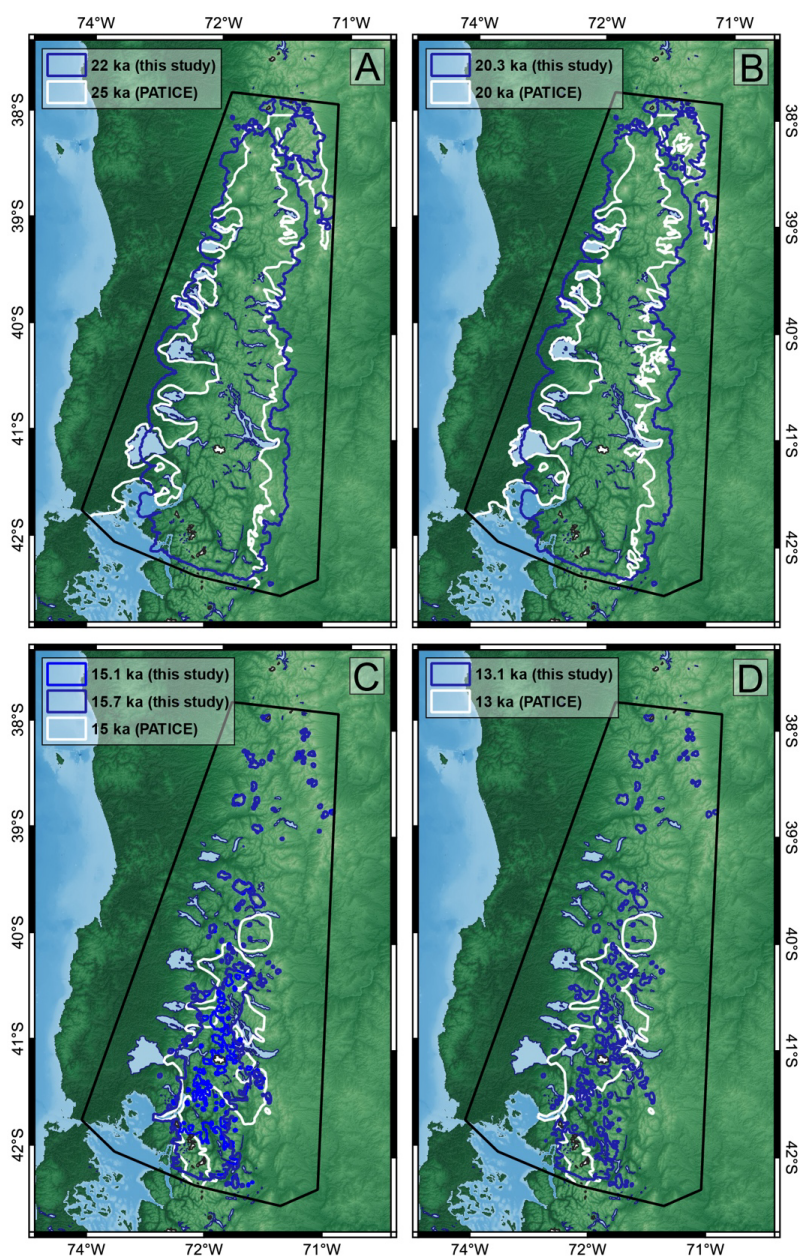 74°W 72°W 71°W 74°W 72°W 71°W
22 ka (this study)
25 ka (PATICE)
A
20.3 ka (this study)
20 ka (PATICE)
B
38°S 38°S
39°S 39°S
40°S 40°S
41°S 41°S
42°S 42°S
15.1 ka (this study)
15.7 ka (this study)
15 ka (PATICE)
C
13.1 ka (this study)
13 ka (PATICE)
D
38°S 38°S
39°S 39°S
40°S 40°S
41°S 41°S
42°S 42°S
74°W 72°W 71°W 74°W 72°W 71°W